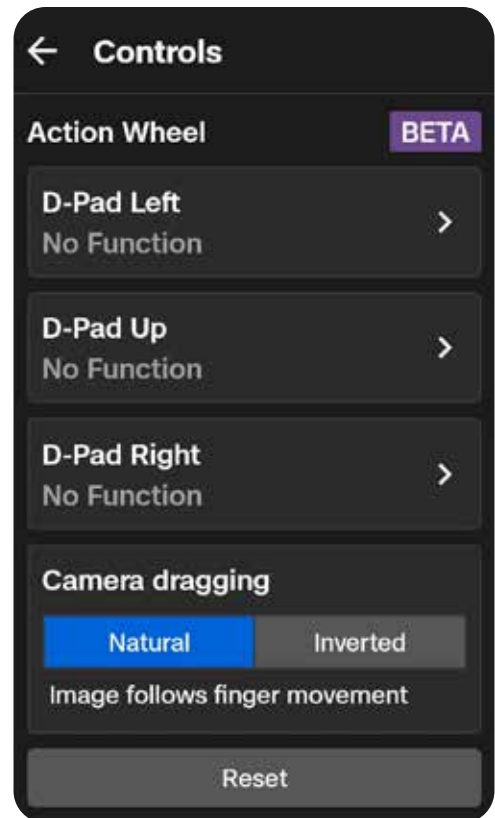 Controls
Action Wheel BETA
D-Pad Left
No Function
D-Pad Up
No Function
D-Pad Right
No Function
Camera dragging
Natural Inverted
Image follows finger movement
Reset